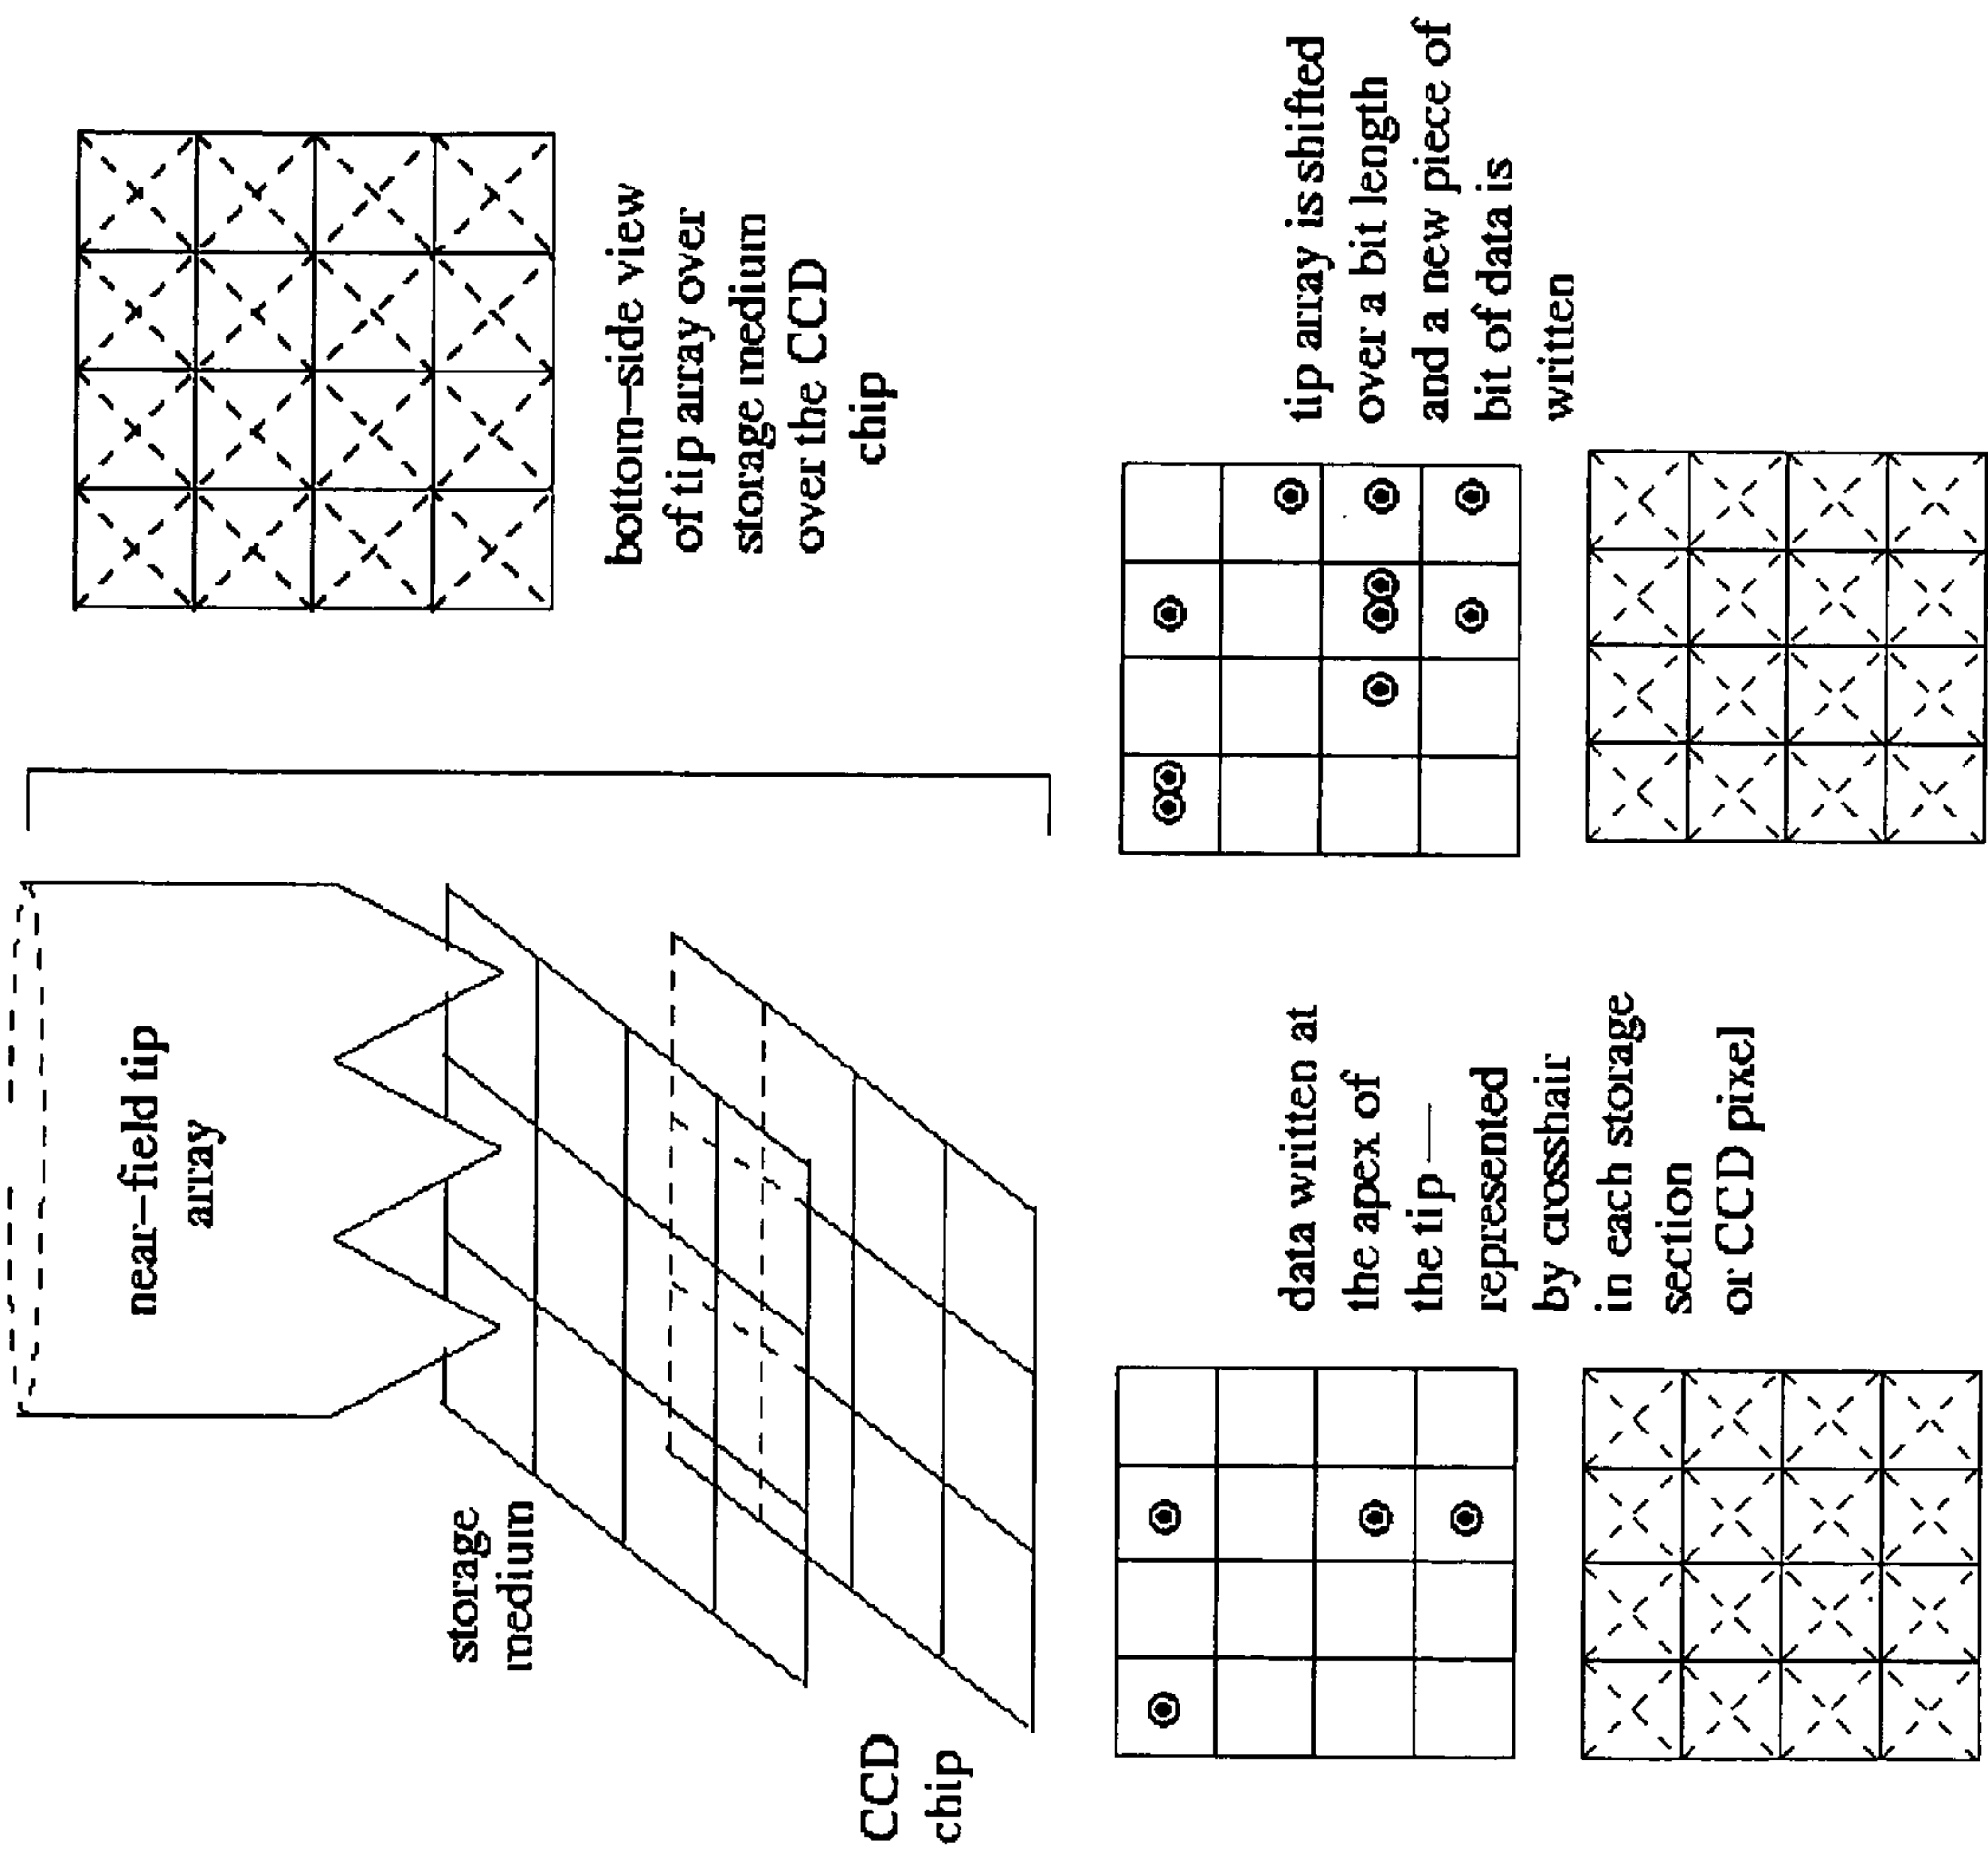 near-field tip
array
storage
medium
CCD
chip
bottom-side view
of tip array over
storage medium
over the CCD
chip
data written at
the apex of
the tip —
represented
by crosshair
in each storage
section
or CCD pixel
tip array is shifted
over a bit length
and a new piece of
bit of data is
written